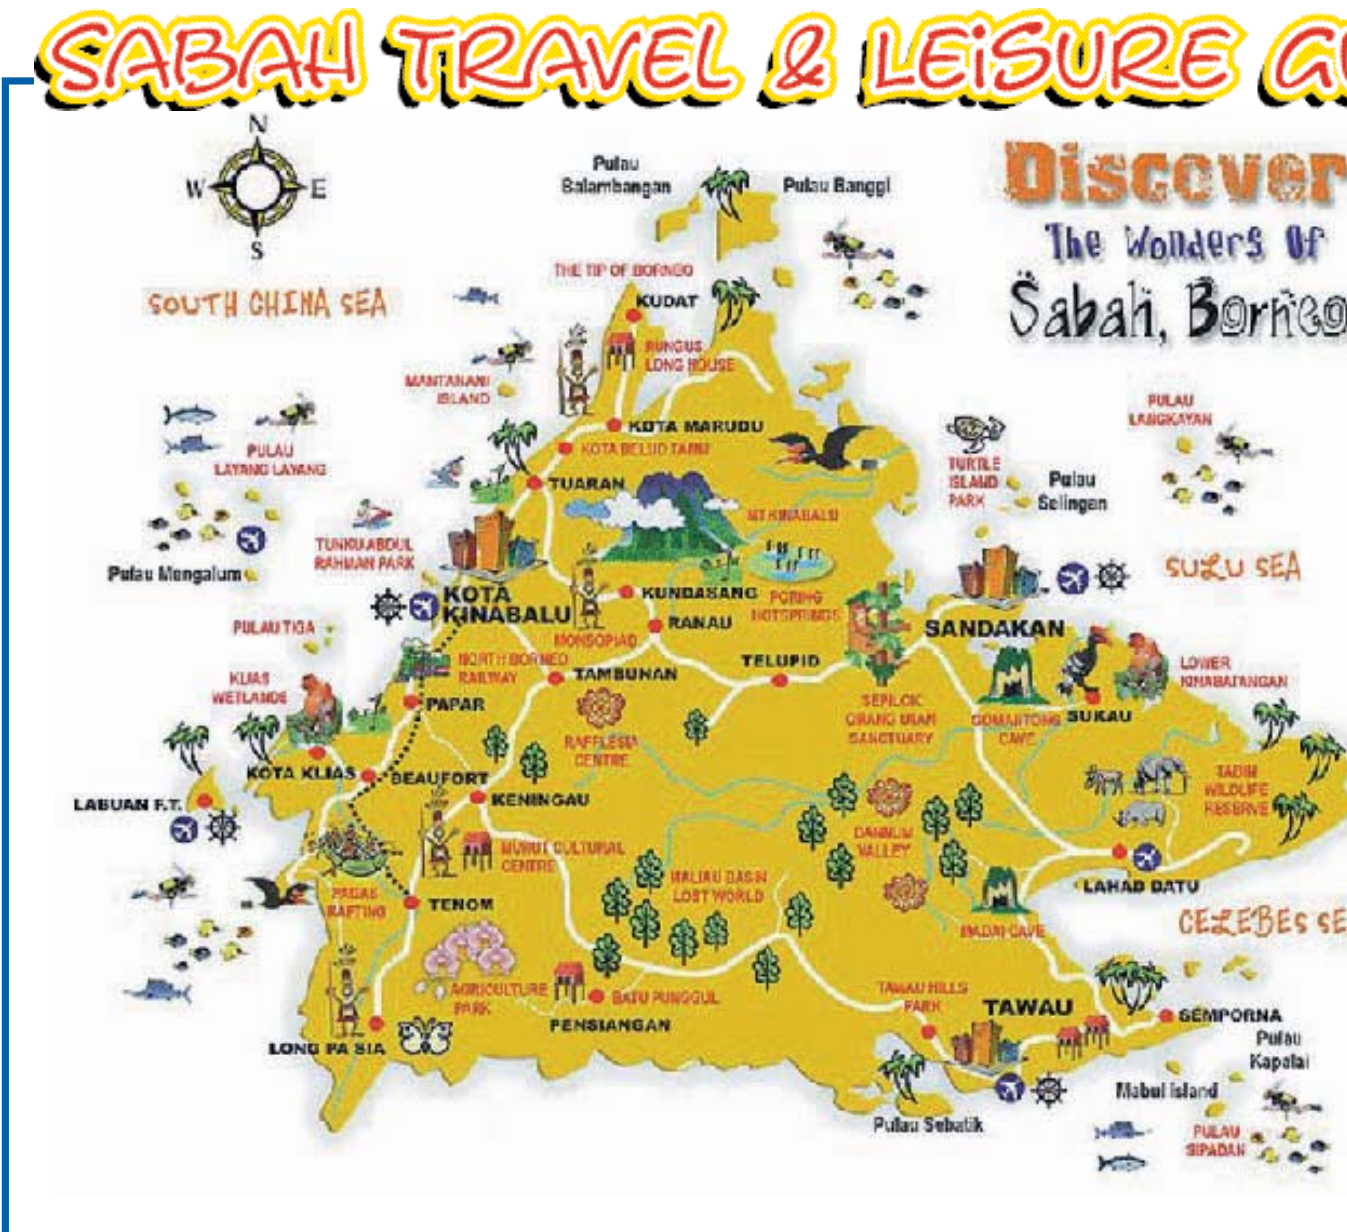 SABAH TRAVEL & LEISURE
N
W
E
S
Discover
The Wonders Of
Sabah, Borneo
Pulau
Balambangan
Pulau Banggi
THE TIP OF BORNEO
KUDAT
SOUTH CHINA SEA
RUNGUS
LONG HOUSE
MANTANANI
ISLAND
PULAU
LANGKAYAN
KOTA MARUDU
KOTA BELUD TAMU
PULAU
LAYANG LAYANG
TURTLE
ISLAND
PARK
Pulau
Selingan
TUARAN
MT KINABALU
TUNKU ABDUL
RAHMAN PARK
Pulau Mengalum
SULU SEA
KOTA
KINABALU
KUNDASANG
PORING
HOTSPRINGS
RANAU
MONSOPIAD
SANDAKAN
PULAU TIGA
NORTH BORNEO
RAILWAY
TAMBUNAN
TELUPID
LOWER
KINABATANGAN
KLIAS
WETLANDS
PAPAR
SEPILOK
ORANG UTAN
SANCTUARY
GOMANTONG
CAVE
SUKAU
RAFFLESIA
CENTRE
KOTA KLIAS
BEAUFORT
KENINGAU
TABIN
WILDLIFE
RESERVE
LABUAN F.T.
DANNUM
VALLEY
MURUT CULTURAL
CENTRE
MALIAU BASIN
LOST WORLD
LAHAD DATU
PADAS
RAFTING
TENOM
MADAI CAVE
CELEBES SE
AGRICULTURE
PARK
BATU PUNGGUL
PENSIANGAN
TAWAU HILLS
PARK
TAWAU
SEMPORNA
LONG PA SIA
Pulau
Kapalai
Mabul Island
Pulau Sebatik
PULAU
SIPADAN